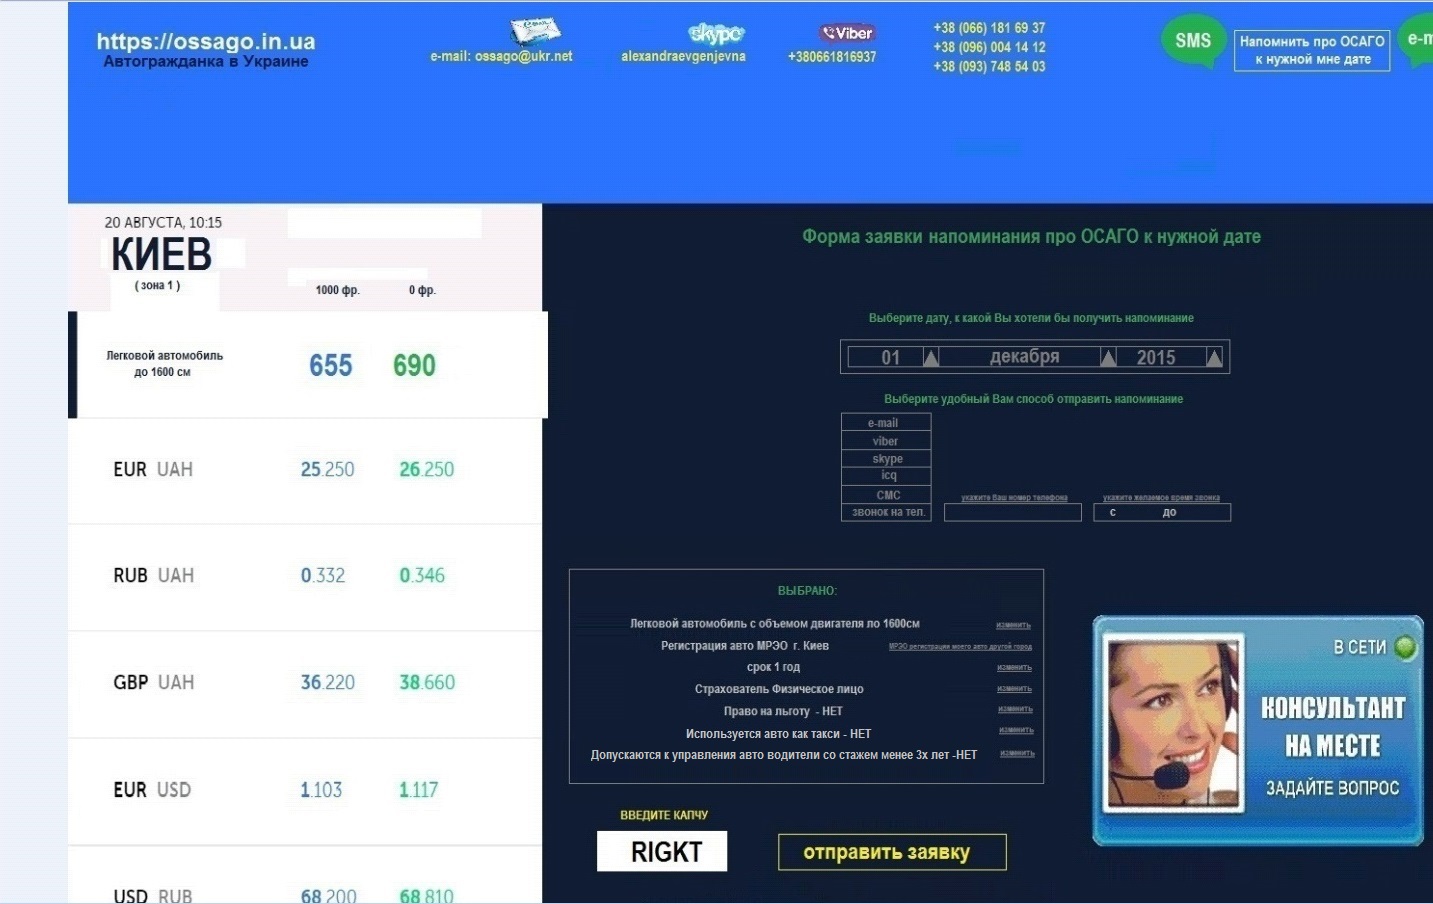 https://ossago.in.ua
Автогражданка в Украине
e-mail: ossago@ukr.net
skype
alexandraevgenjevna
Viber
+380661816937
+38 (066) 181 69 37
+38 (096) 004 14 12
+38 (093) 748 54 03
SMS
Напомнить про ОСАГО
к нужной мне дате
e-m
20 АВГУСТА, 10:15
КИЕВ
( зона 1 )
1000 фр. 0 фр.
Легковой автомобиль
до 1600 см
655 690
EUR UAH 25.250 26.250
RUB UAH 0.332 0.346
GBP UAH 36.220 38.660
EUR USD 1.103 1.117
USD RUB 68.200 68.810
Форма заявки напоминания про ОСАГО к нужной дате
Выберите дату, к какой Вы хотели бы получить напоминание
01 декабря 2015
Выберите удобный Вам способ отправить напоминание
e-mail
viber
skype
icq
СМС
звонок на тел.
укажите Ваш номер телефона
укажите желаемое время звонка
с до
ВЫБРАНО:
Легковой автомобиль с объемом двигателя ло 1600см изменить
Регистрация авто МРЭО г. Киев МРЭО регистрации моего авто другой город
срок 1 год изменить
Страхователь Физическое лицо изменить
Право на льготу - НЕТ изменить
Используется авто как такси - НЕТ изменить
Допускаются к управления авто водители со стажем менее 3х лет -НЕТ изменить
ВВЕДИТЕ КАПЧУ
RIGKT
отправить заявку
В СЕТИ
КОНСУЛЬТАНТ
НА МЕСТЕ
ЗАДАЙТЕ ВОПРОС